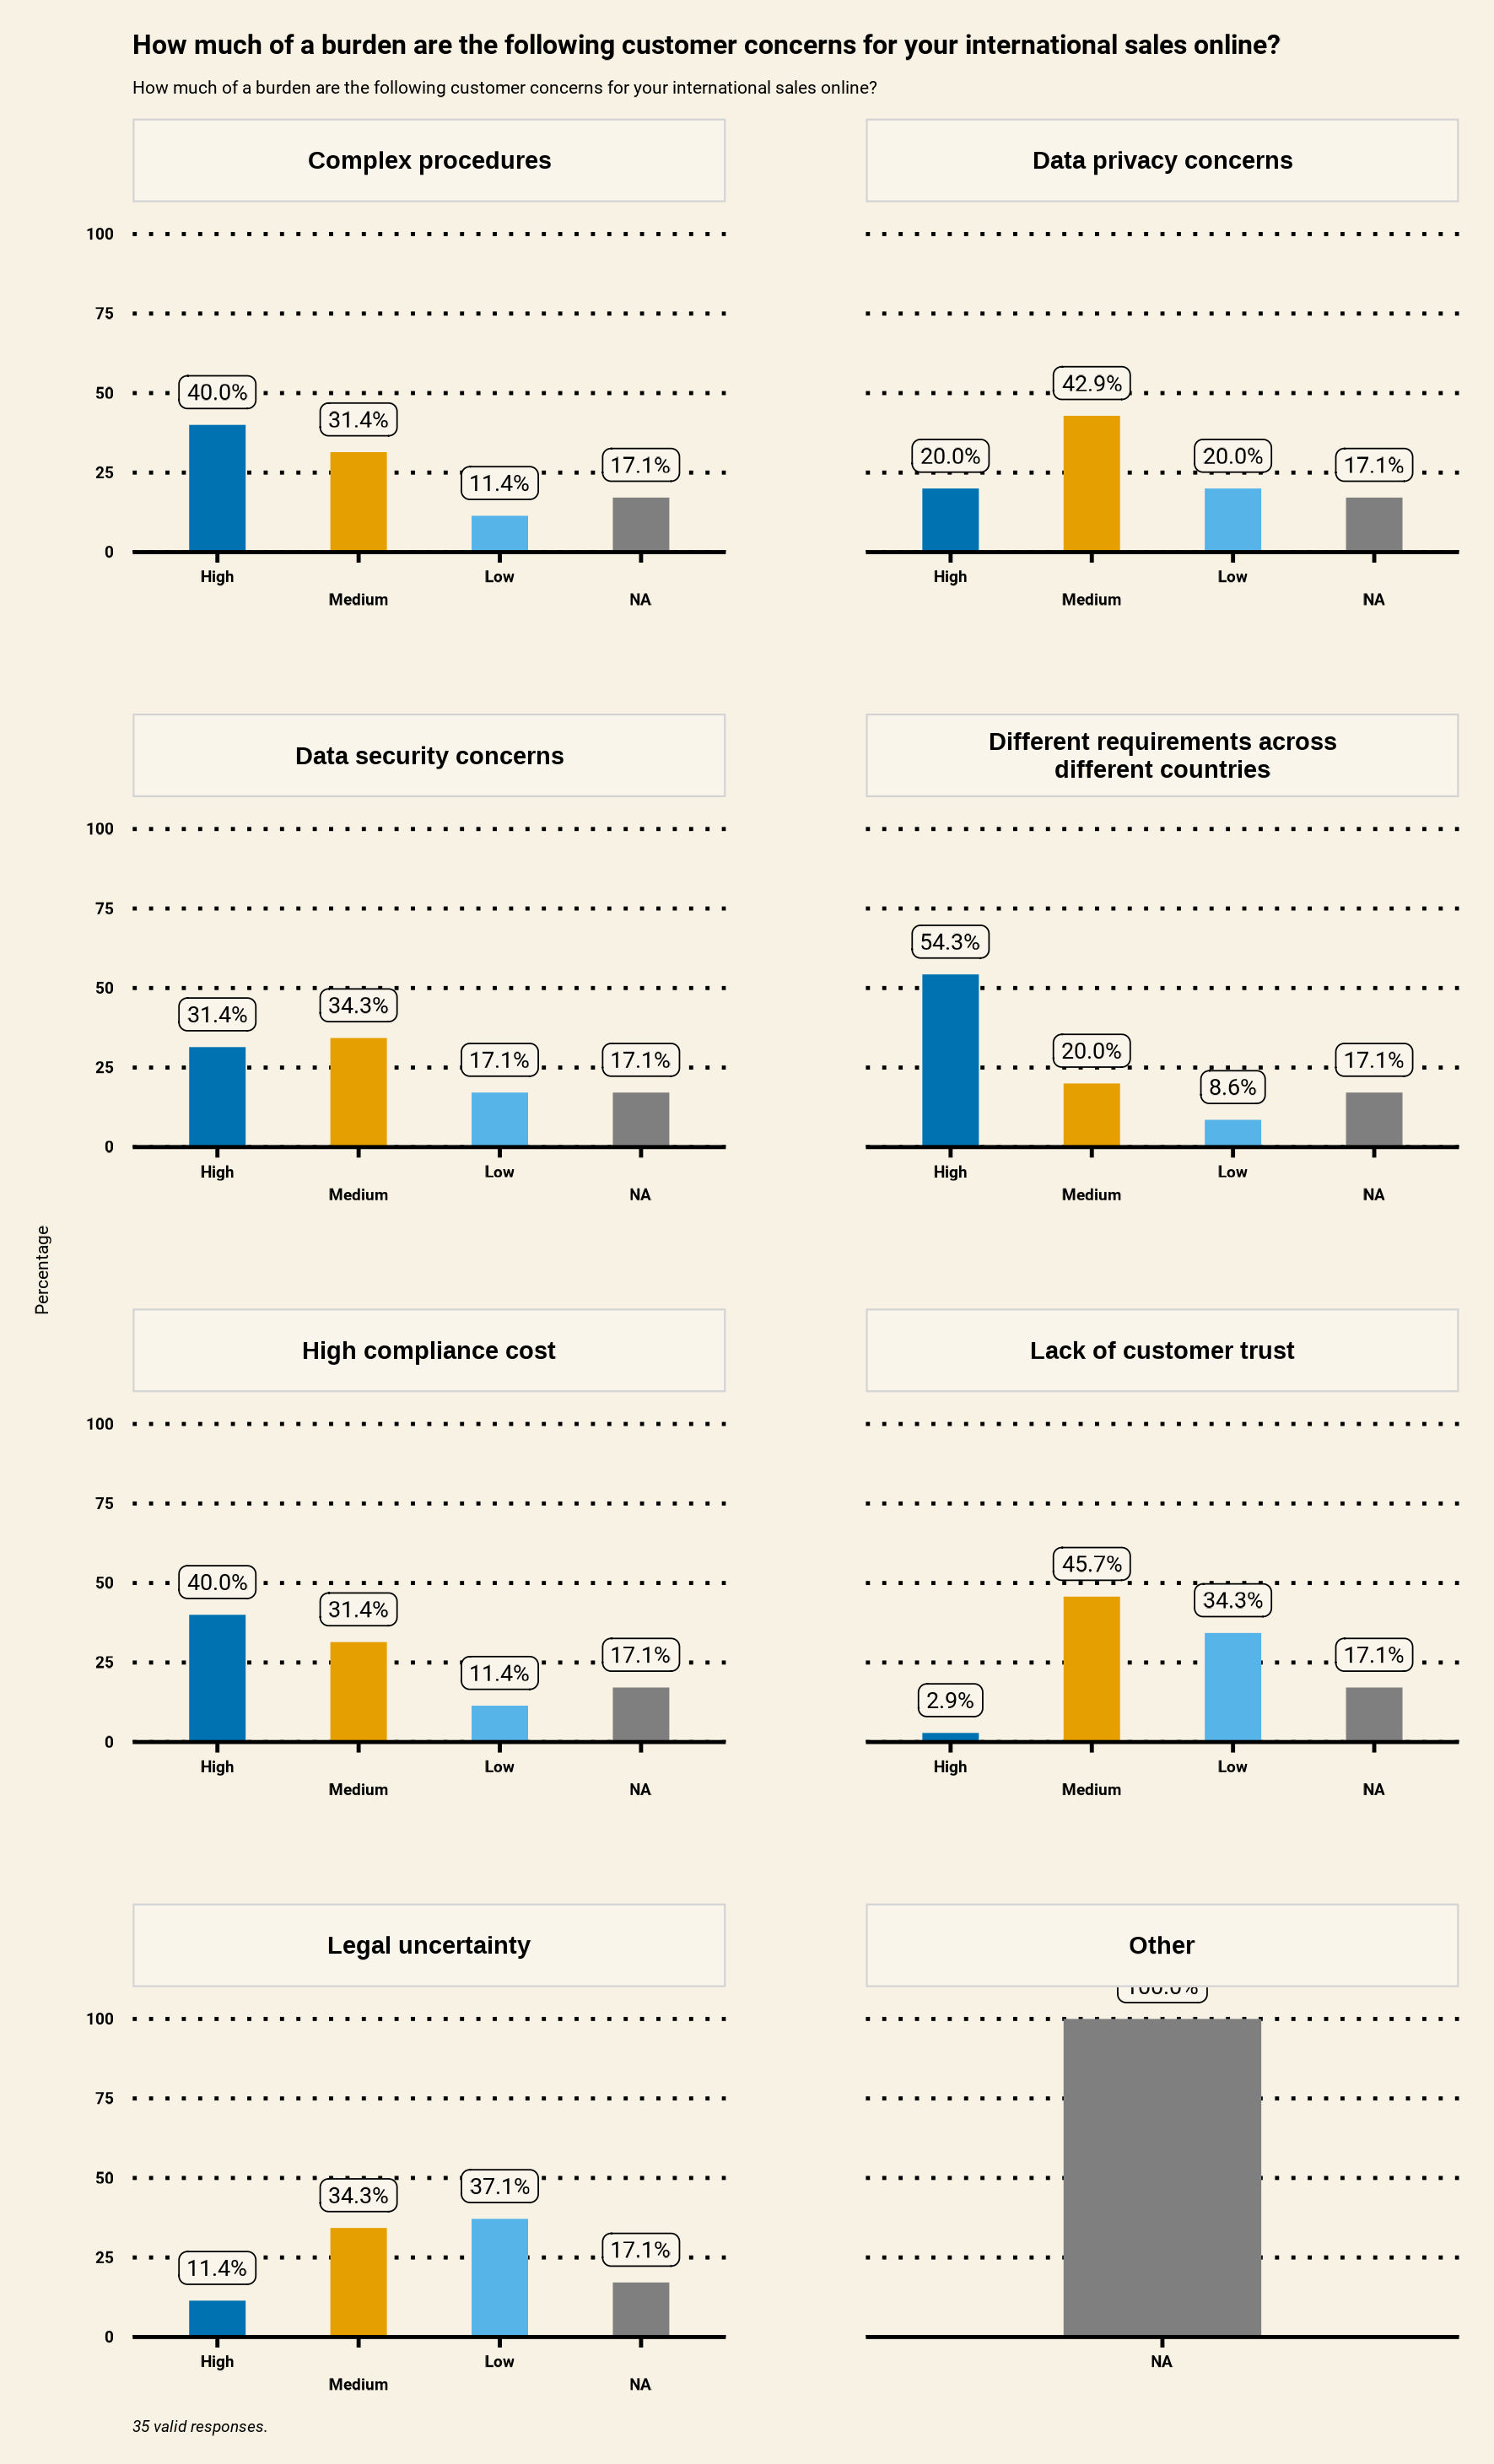 How much of a burden are the following customer concerns for your international sales online?
How much of a burden are the following customer concerns for your international sales online?
Percentage
Complex procedures
100
75
50
25
0
40.0%
31.4%
11.4%
17.1%
High
Medium
Low
NA
Data privacy concerns
20.0%
42.9%
20.0%
17.1%
High
Medium
Low
NA
Data security concerns
100
75
50
25
0
31.4%
34.3%
17.1%
17.1%
High
Medium
Low
NA
Different requirements across
different countries
54.3%
20.0%
8.6%
17.1%
High
Medium
Low
NA
High compliance cost
100
75
50
25
0
40.0%
31.4%
11.4%
17.1%
High
Medium
Low
NA
Lack of customer trust
2.9%
45.7%
34.3%
17.1%
High
Medium
Low
NA
Legal uncertainty
100
75
50
25
0
11.4%
34.3%
37.1%
17.1%
High
Medium
Low
NA
Other
100.0%
NA
35 valid responses.